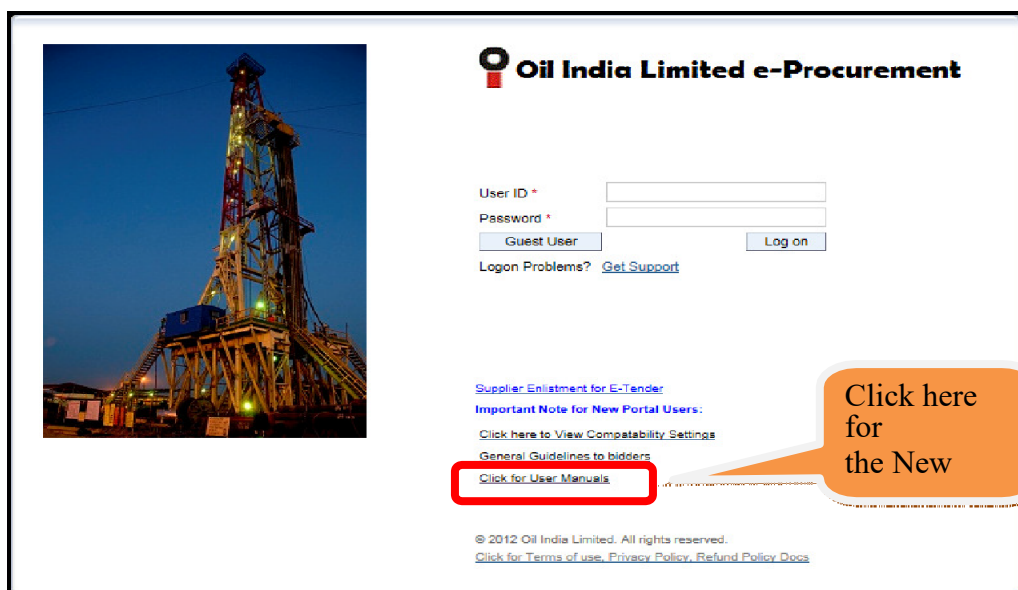 Oil India Limited e-Procurement
User ID *
Password *
Guest User Log on
Logon Problems? Get Support
Supplier Enlistment for E-Tender
Important Note for New Portal Users:
Click here to View Compatability Settings
General Guidelines to bidders
Click for User Manuals
Click here
for
the New
© 2012 Oil India Limited. All rights reserved.
Click for Terms of use, Privacy Policy, Refund Policy Docs